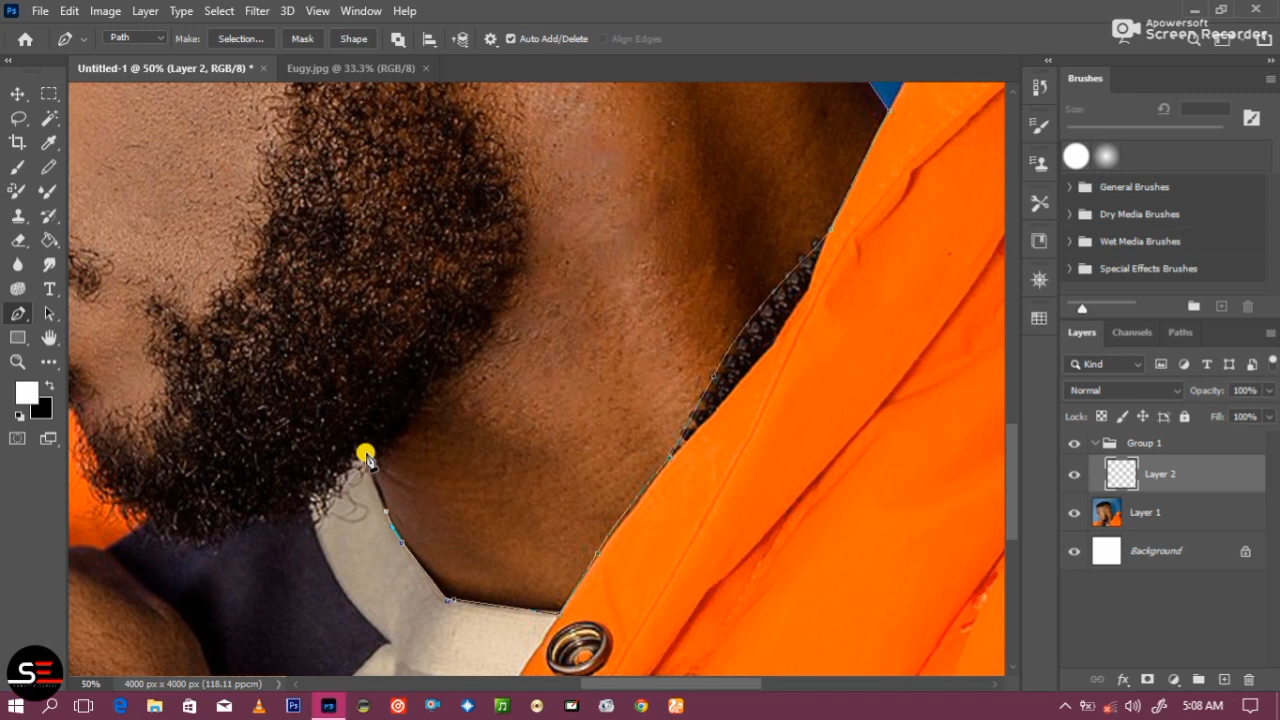 Ps File Edit Image Layer Type Select Filter 3D View Window Help
Apowersoft
Screen Recorder
Path Make: Selection... Mask Shape Auto Add/Delete Align Edges
Untitled-1 @ 50% (Layer 2, RGB/8) * × Eugy.jpg @ 33.3% (RGB/8) ×
Brushes
Size:
General Brushes
Dry Media Brushes
Wet Media Brushes
Special Effects Brushes
Layers Channels Paths
Kind
Normal Opacity: 100%
Lock: Fill: 100%
Group 1
Layer 2
Layer 1
Background
SE
50% 4000 px x 4000 px (118.11 ppcm)
5:08 AM